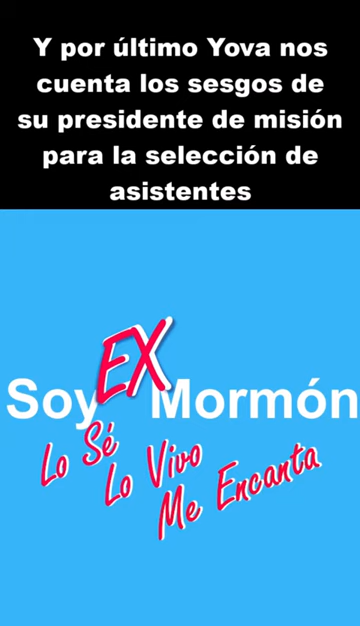 Y por último Yova nos
cuenta los sesgos de
su presidente de misión
para la selección de
asistentes
EX
Soy Mormón
Lo Sé
Lo Vivo
Me Encanta